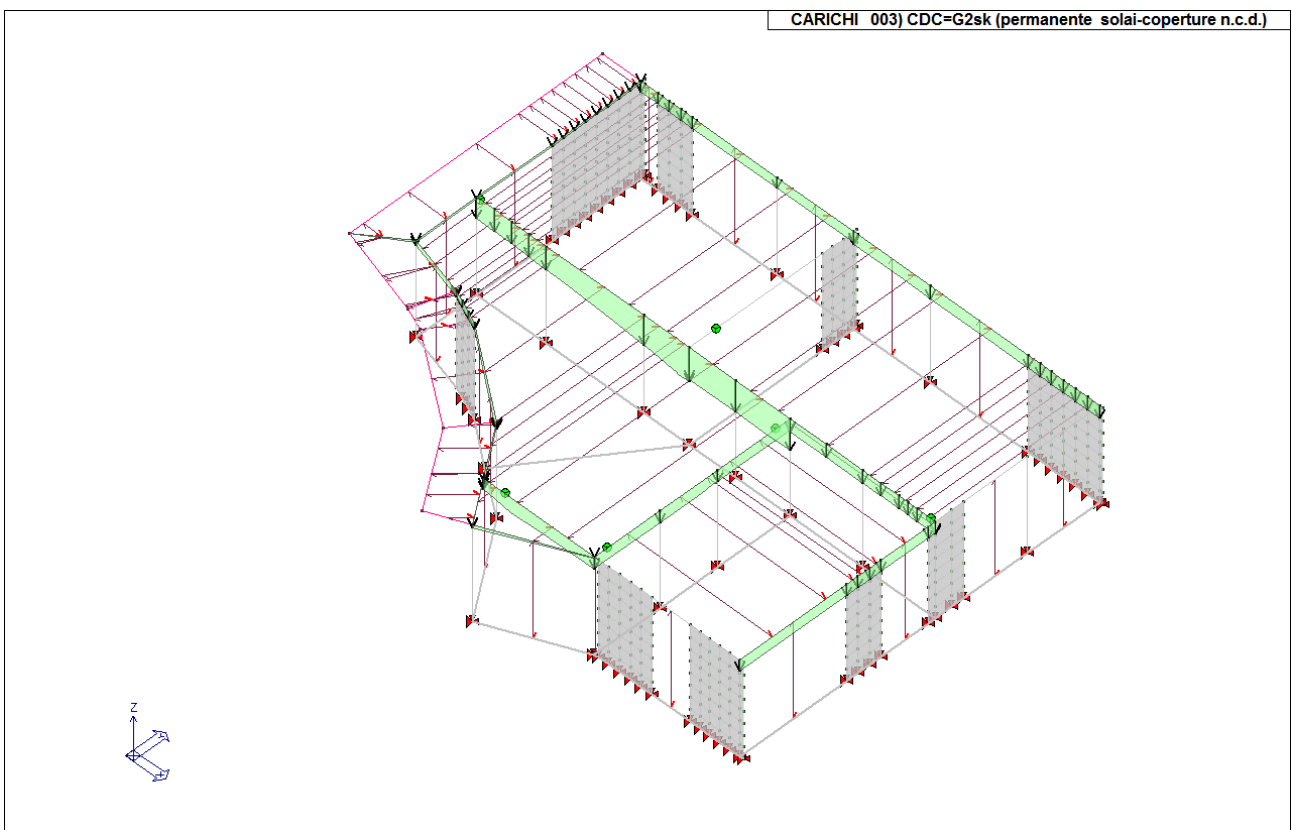 CARICHI 003) CDC=G2sk (permanente solai-coperture n.c.d.)
Z